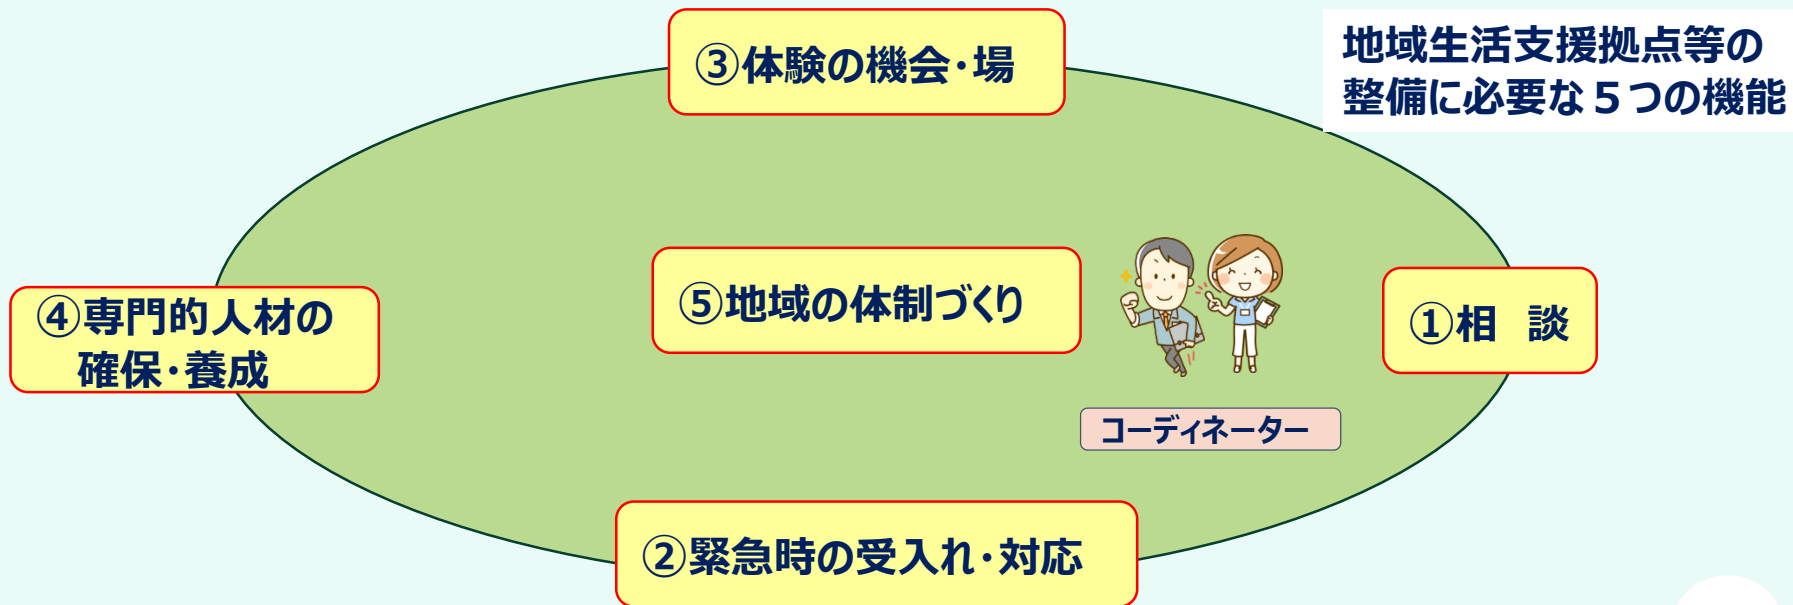 地域生活支援拠点等の
整備に必要な５つの機能
③体験の機会・場
④専門的人材の
確保・養成
⑤地域の体制づくり
①相　談
コーディネーター
②緊急時の受入れ・対応